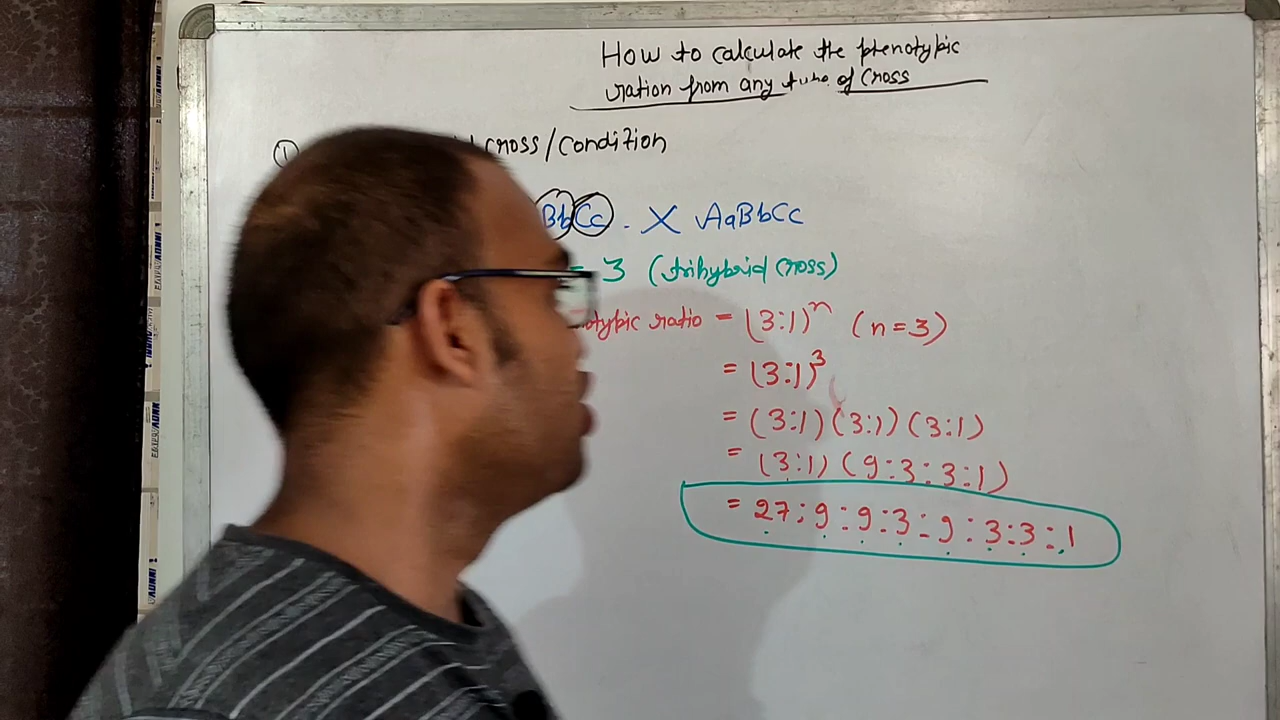 How to calculate the phenotypic
ration from any type of Cross
① cross/condition
BbCc. X AaBbCc
= 3 (trihybrid cross)
otypic ratio = (3:1)ⁿ (n=3)
= (3:1)³
= (3:1)(3:1)(3:1)
= (3:1)(9:3:3:1)
= 27:9:9:3:9:3:3:1